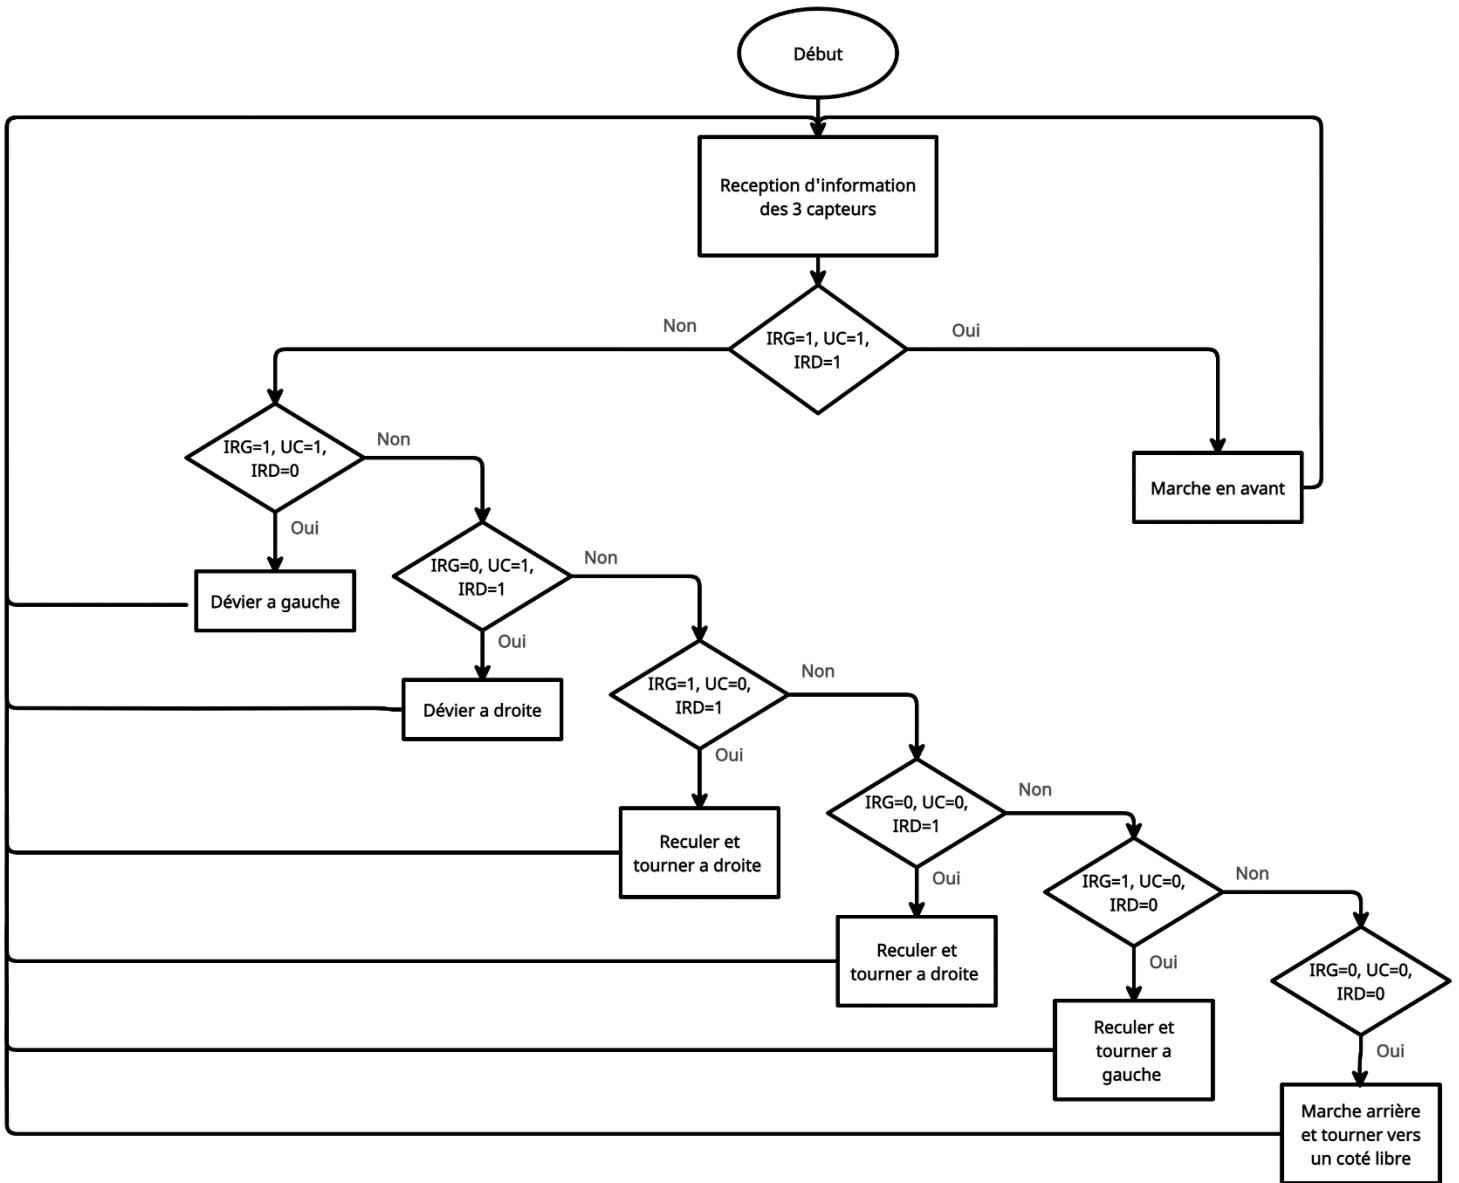 Début
Reception d'information
des 3 capteurs
Non
IRG=1, UC=1,
IRD=1
Oui
IRG=1, UC=1,
IRD=0
Non
Oui
Marche en avant
Dévier a gauche
IRG=0, UC=1,
IRD=1
Non
Oui
Dévier a droite
IRG=1, UC=0,
IRD=1
Non
Oui
Reculer et
tourner a droite
IRG=0, UC=0,
IRD=1
Non
Oui
Reculer et
tourner a droite
IRG=1, UC=0,
IRD=0
Non
Oui
Reculer et
tourner a
gauche
IRG=0, UC=0,
IRD=0
Oui
Marche arrière
et tourner vers
un coté libre